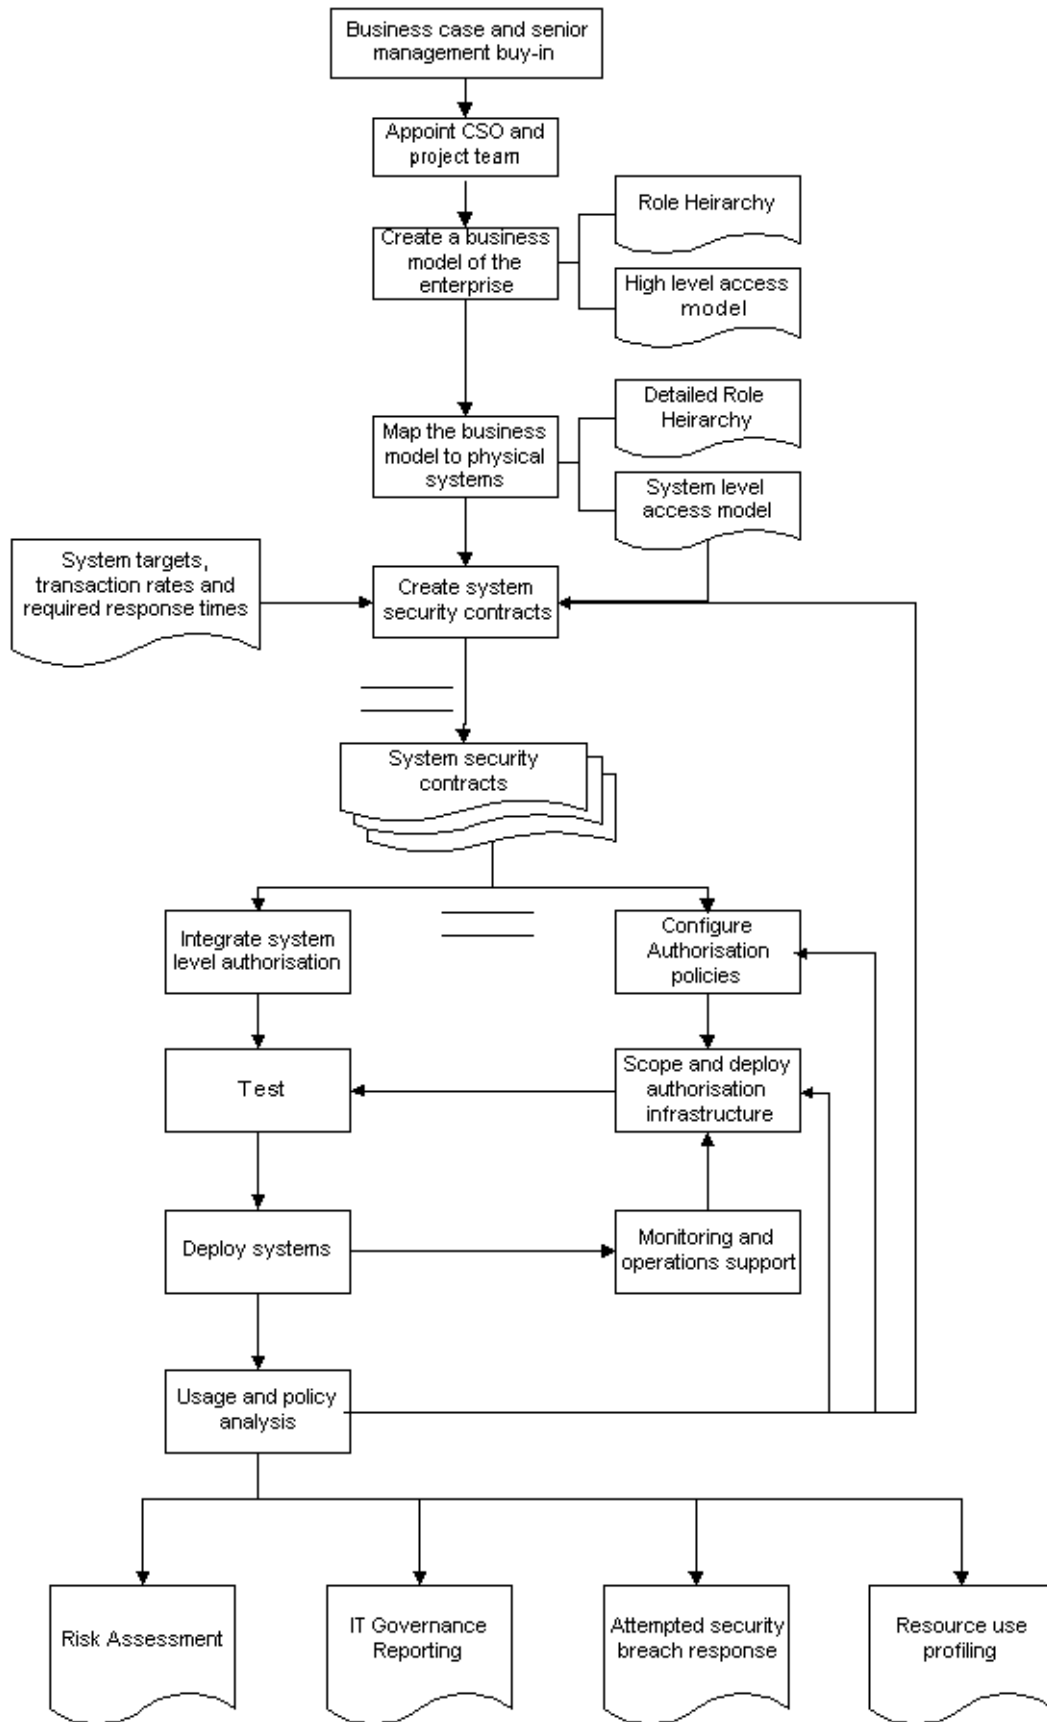 Business case and senior
management buy-in
Appoint CSO and
project team
Create a business
model of the
enterprise
Role Heirarchy
High level access
model
Map the business
model to physical
systems
Detailed Role
Heirarchy
System level
access model
System targets,
transaction rates and
required response times
Create system
security contracts
System security
contracts
Integrate system
level authorisation
Configure
Authorisation
policies
Test
Scope and deploy
authorisation
infrastructure
Deploy systems
Monitoring and
operations support
Usage and policy
analysis
Risk Assessment
IT Governance
Reporting
Attempted security
breach response
Resource use
profiling